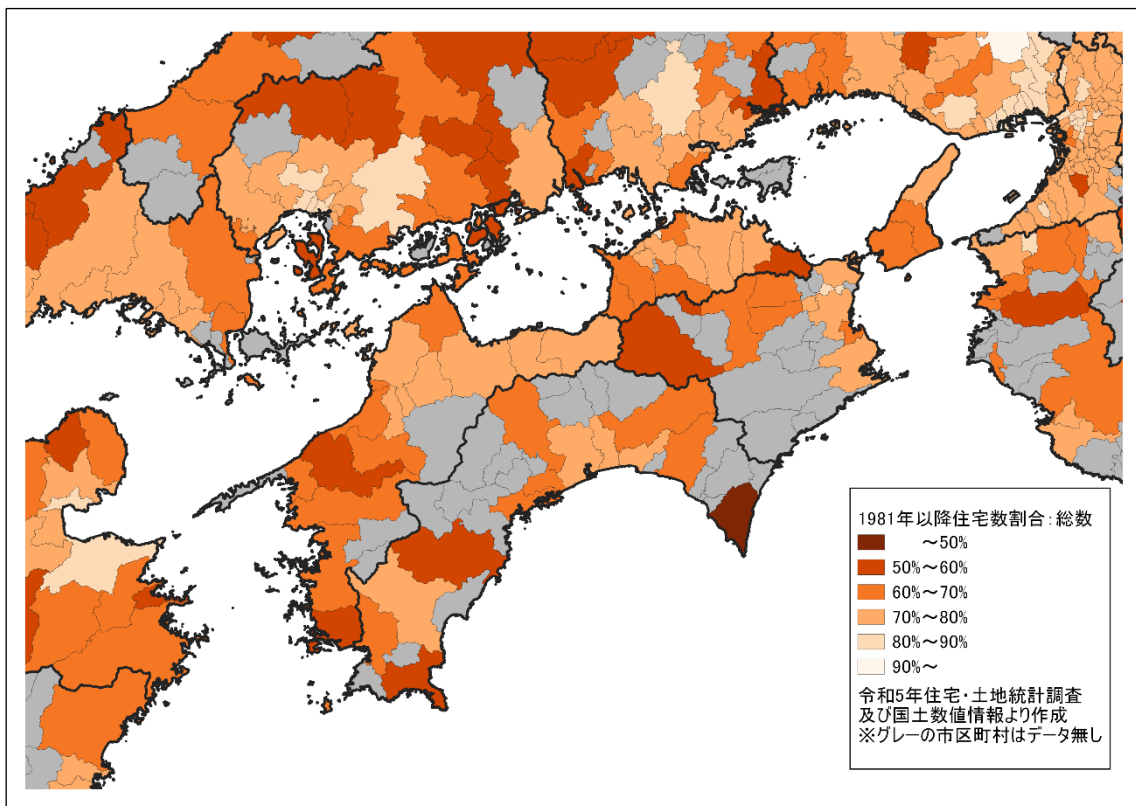 1981年以降住宅数割合:総数
～50%
50%～60%
60%～70%
70%～80%
80%～90%
90%～
令和5年住宅・土地統計調査
及び国土数値情報より作成
※グレーの市区町村はデータ無し